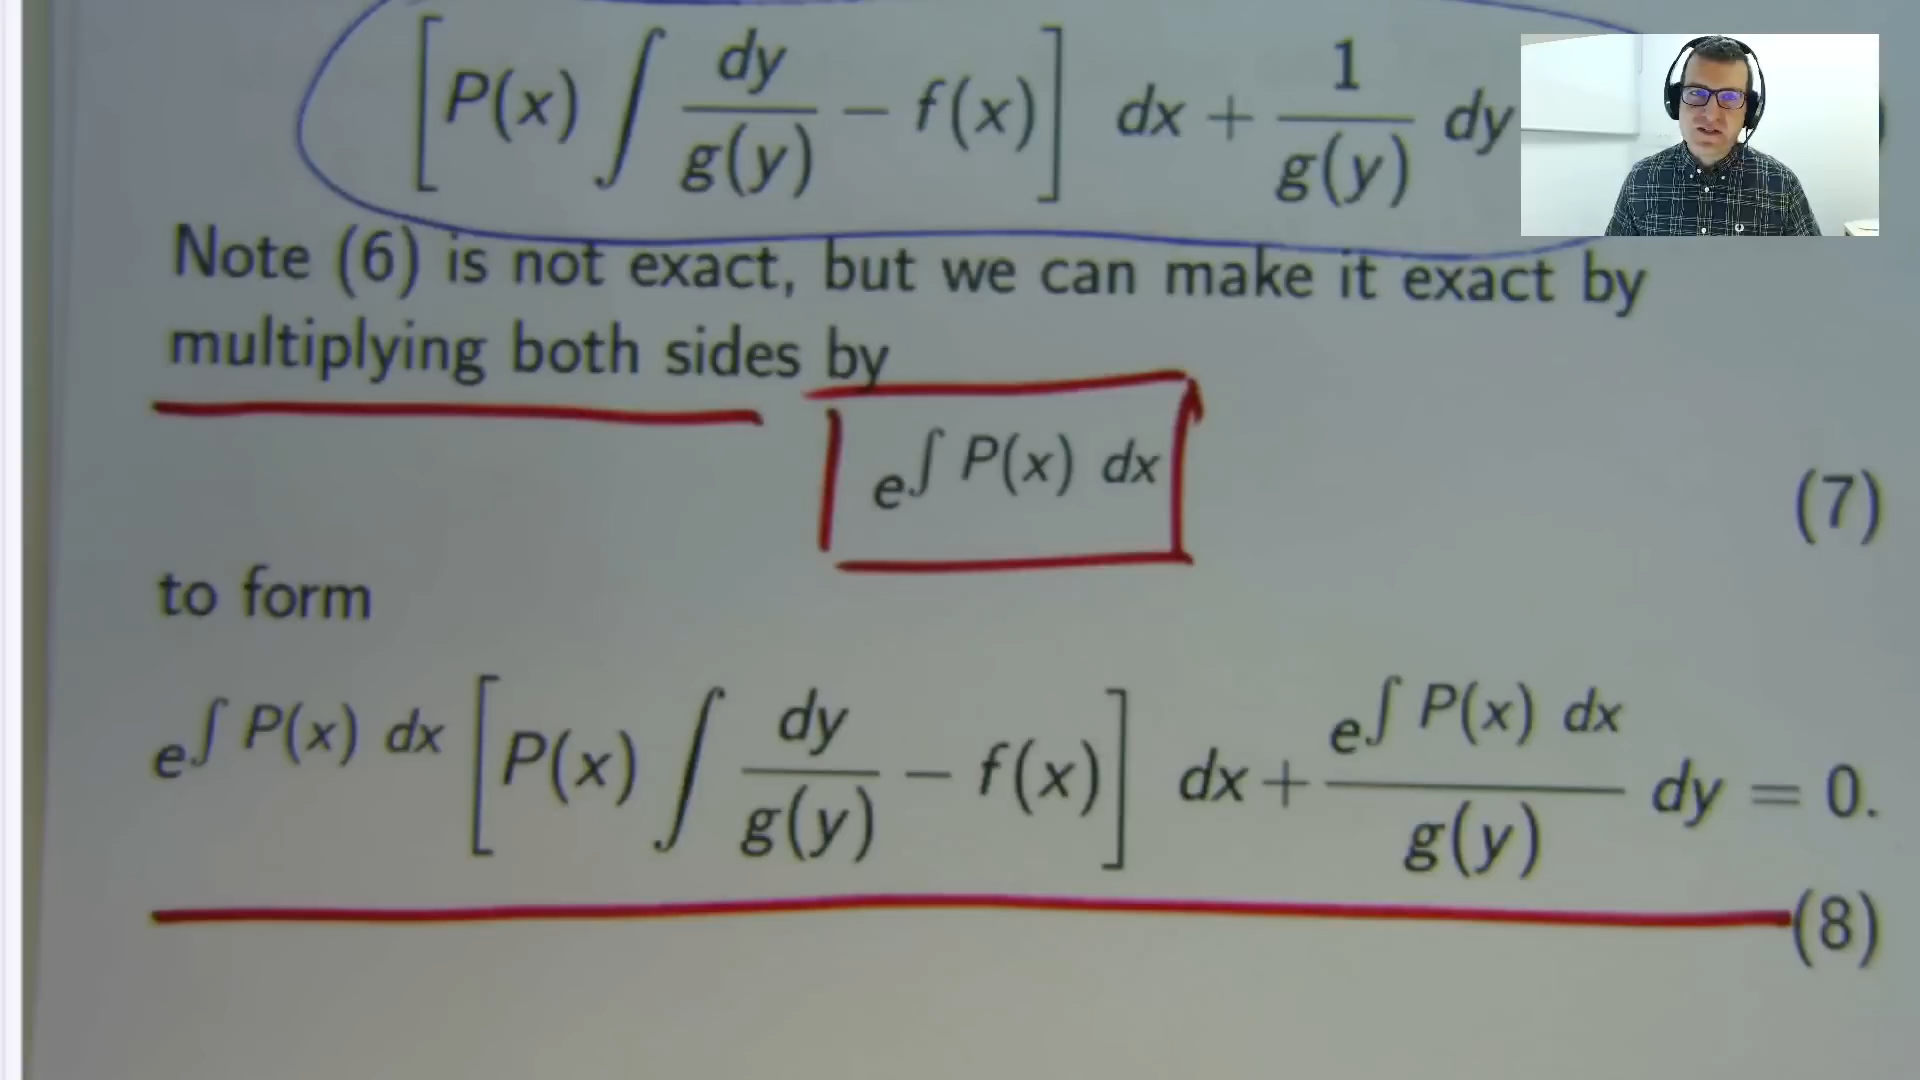 [P(x) ∫ dy/g(y) − f(x)] dx + 1/g(y) dy
Note (6) is not exact, but we can make it exact by
multiplying both sides by
e^{∫ P(x) dx}
(7)
to form
e^{∫ P(x) dx} [P(x) ∫ dy/g(y) − f(x)] dx + e^{∫ P(x) dx}/g(y) dy = 0.
(8)